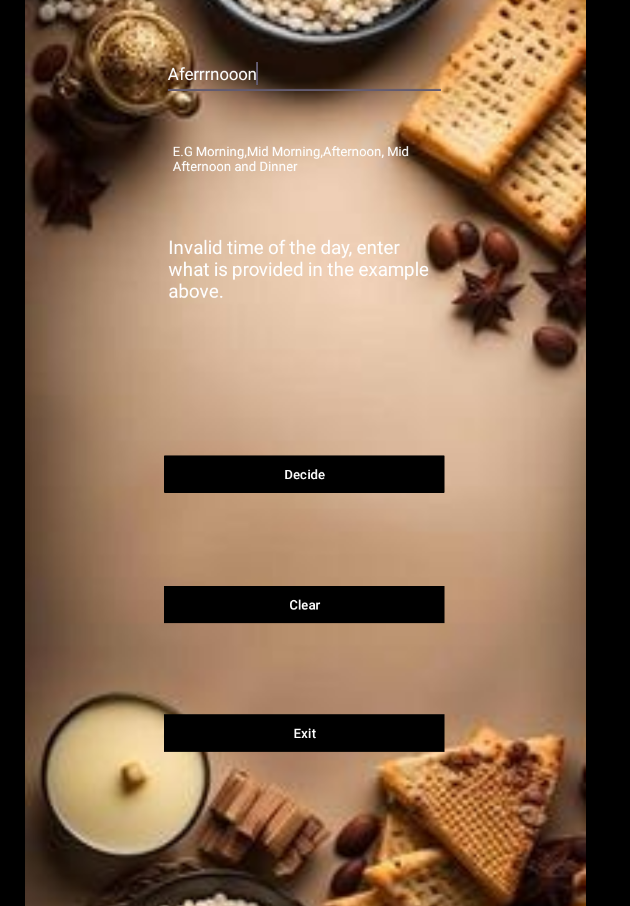 Aferrrnooon
E.G Morning,Mid Morning,Afternoon, Mid
Afternoon and Dinner
Invalid time of the day, enter
what is provided in the example
above.
Decide
Clear
Exit